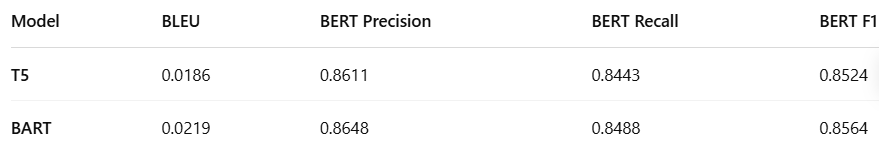 Model BLEU BERT Precision BERT Recall BERT F1
T5 0.0186 0.8611 0.8443 0.8524
BART 0.0219 0.8648 0.8488 0.8564